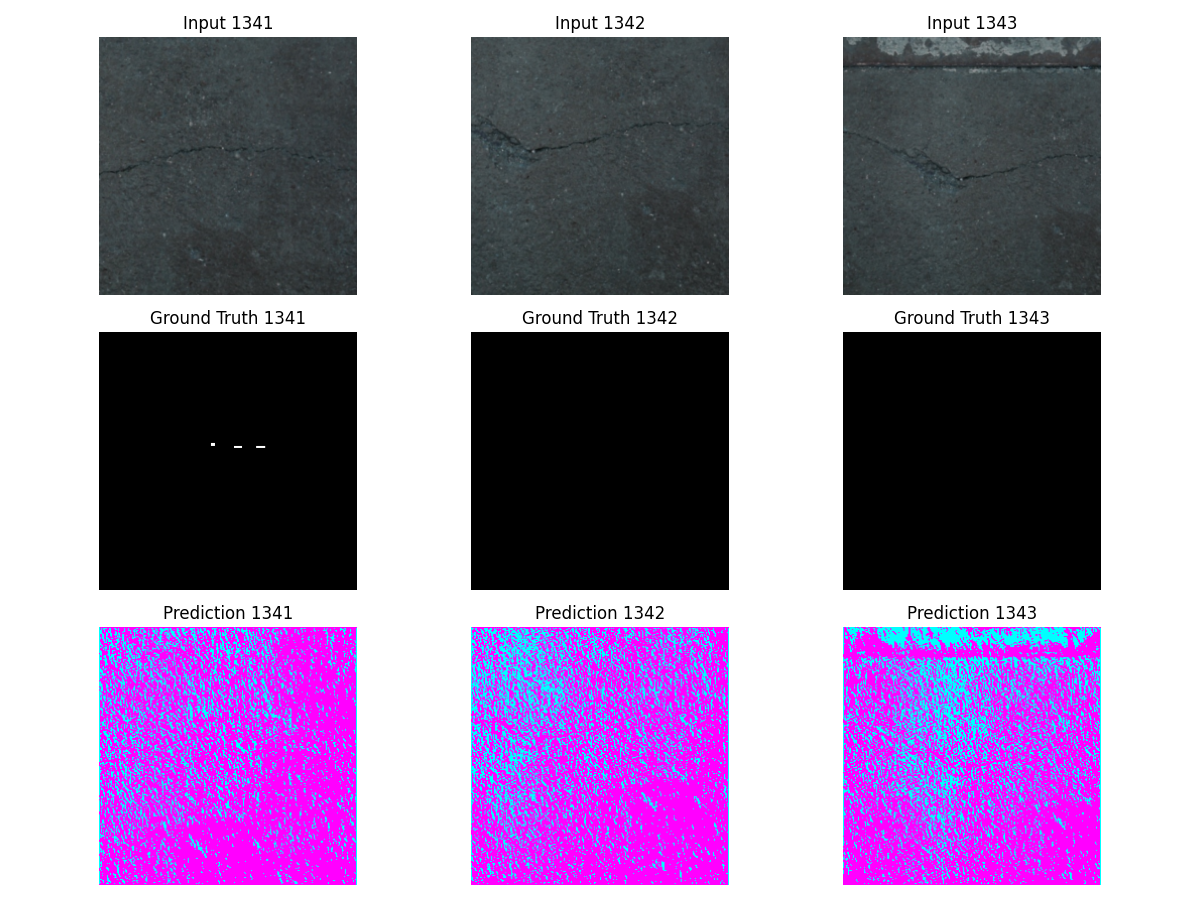 Input 1341
Input 1342
Input 1343
Ground Truth 1341
Ground Truth 1342
Ground Truth 1343
Prediction 1341
Prediction 1342
Prediction 1343